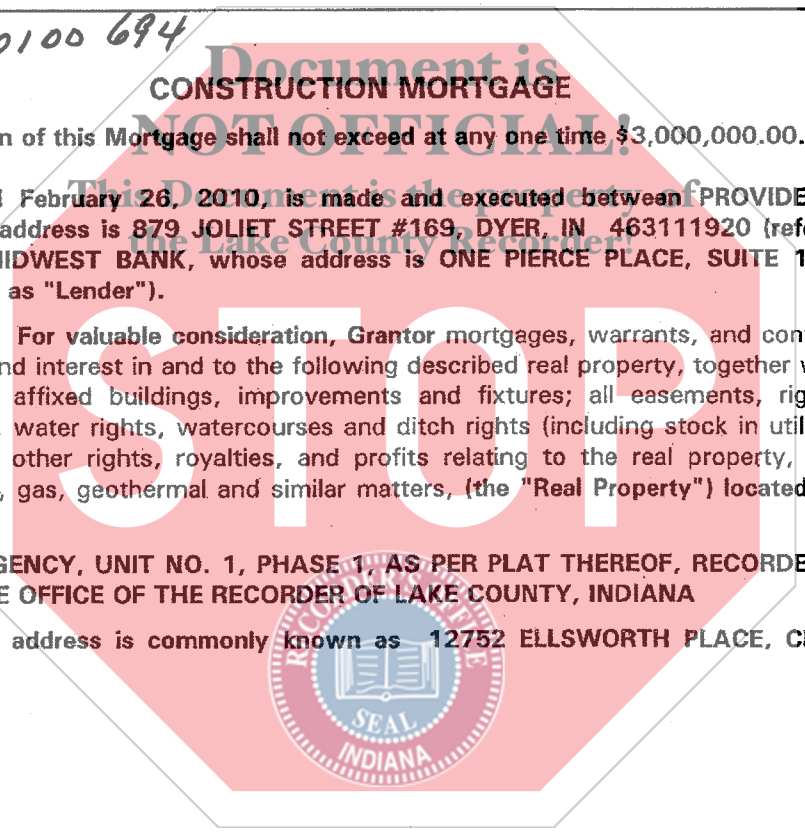 0100 694
Document is
CONSTRUCTION MORTGAGE
NOT OFFICIAL!
n of this Mortgage shall not exceed at any one time $3,000,000.00.
This Document is the property of
February 26, 2010, is made and executed between PROVIDE
the Lake County Recorder!
address is 879 JOLIET STREET #169, DYER, IN 463111920 (refe
MIDWEST BANK, whose address is ONE PIERCE PLACE, SUITE 1
as "Lender").
STOP
For valuable consideration, Grantor mortgages, warrants, and con
nd interest in and to the following described real property, together
affixed buildings, improvements and fixtures; all easements, rig
water rights, watercourses and ditch rights (including stock in util
other rights, royalties, and profits relating to the real property,
, gas, geothermal and similar matters, (the "Real Property") located
GENCY, UNIT NO. 1, PHASE 1, AS PER PLAT THEREOF, RECORDE
E OFFICE OF THE RECORDER OF LAKE COUNTY, INDIANA
address is commonly known as 12752 ELLSWORTH PLACE, C
RECORDER'S OFFICE
SEAL
INDIANA